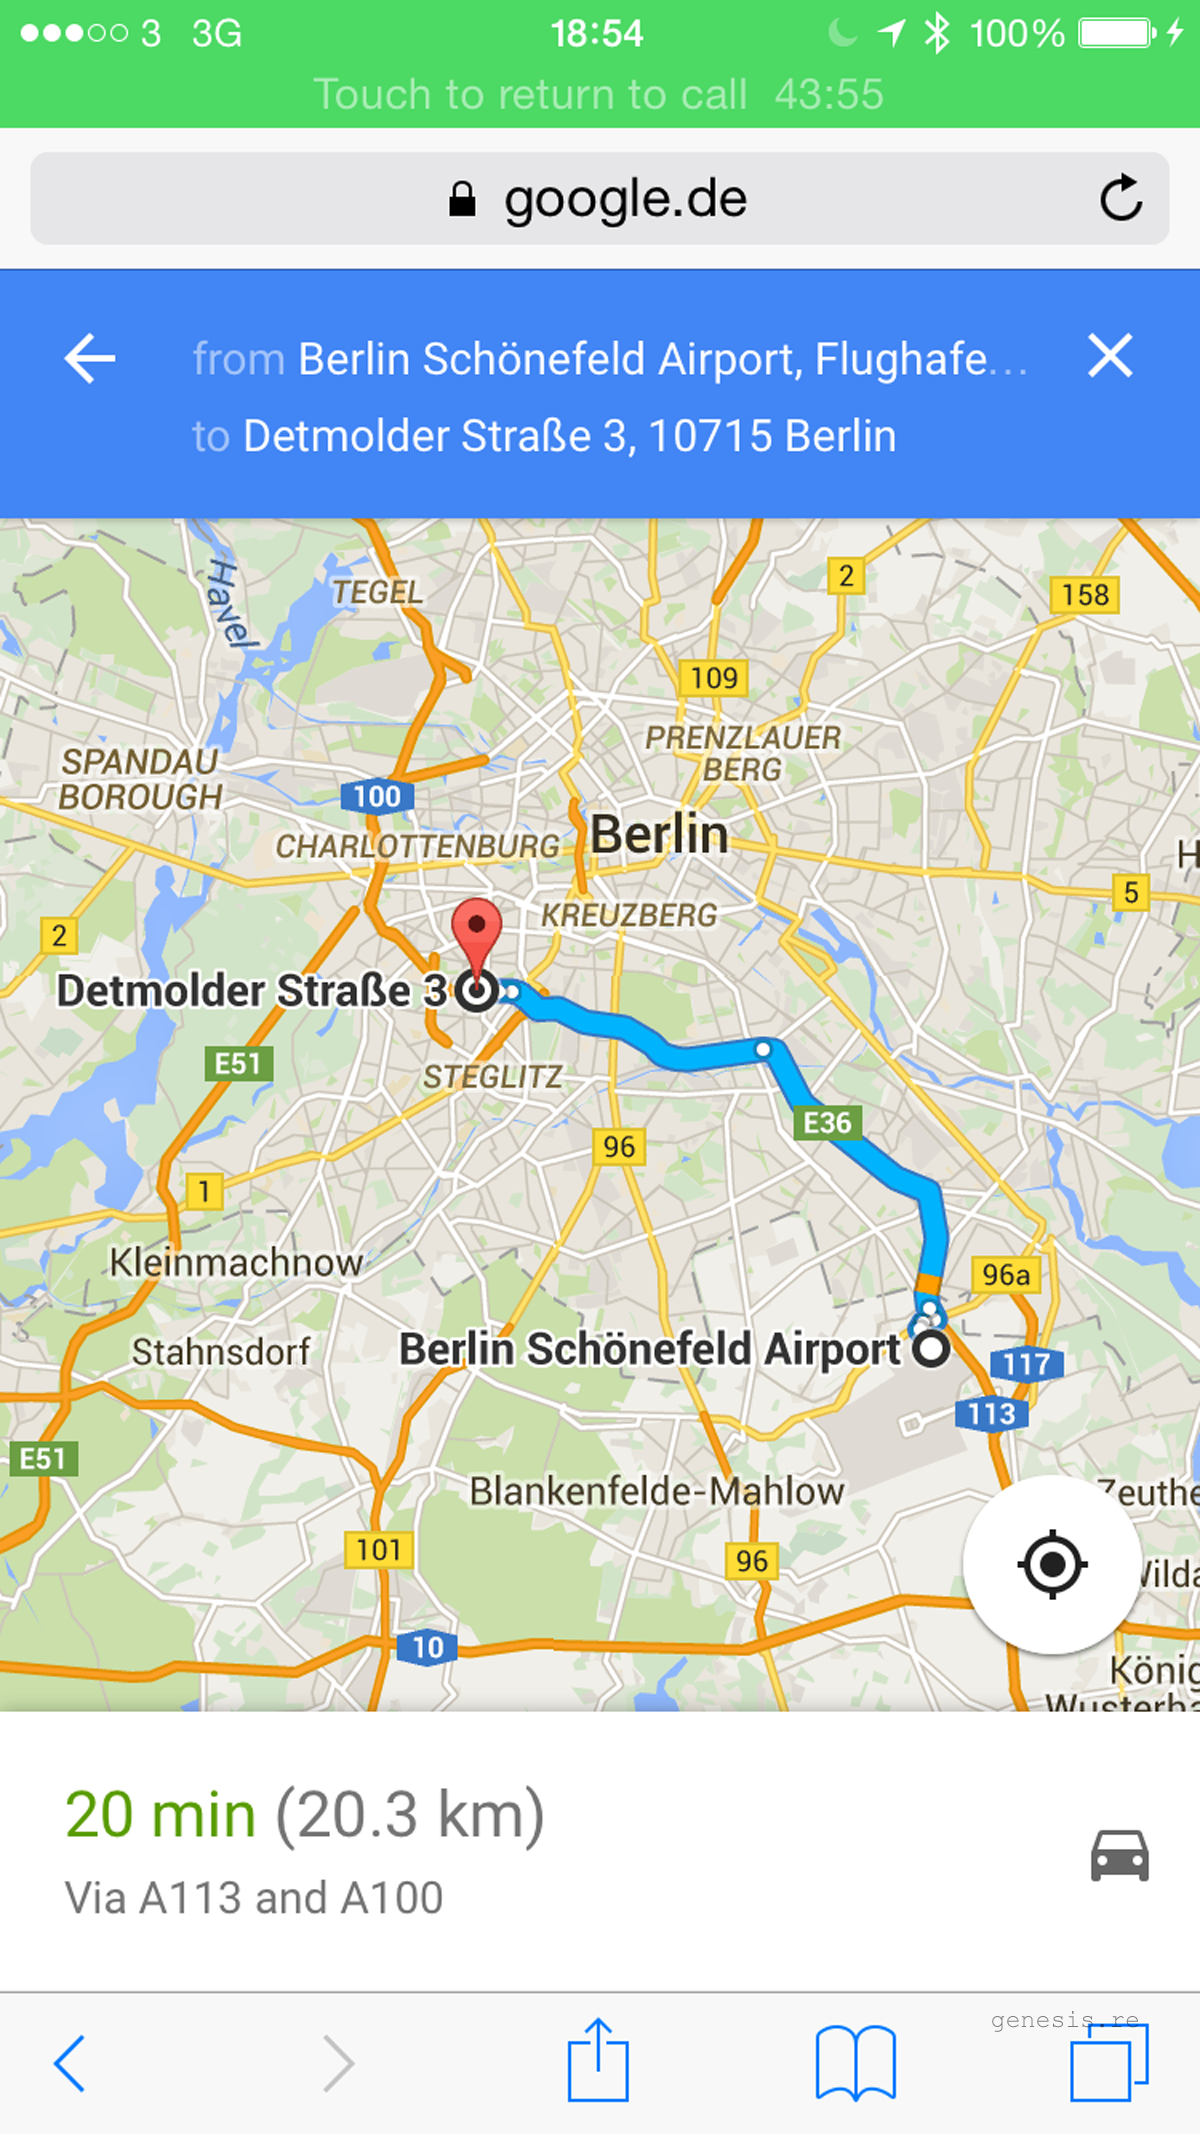 3 3G 18:54 100%
Touch to return to call 43:55
google.de
from Berlin Schönefeld Airport, Flughafe...
to Detmolder Straße 3, 10715 Berlin
Havel
TEGEL
2
158
109
PRENZLAUER
BERG
SPANDAU
BOROUGH
100
CHARLOTTENBURG
Berlin
H
5
KREUZBERG
2
Detmolder Straße 3
E51
STEGLITZ
E36
96
1
Kleinmachnow
96a
Stahnsdorf
Berlin Schönefeld Airport
117
113
E51
Blankenfelde-Mahlow
Zeuthe
101
96
Wilda
10
König
Wusterha
20 min (20.3 km)
Via A113 and A100
genesis.re